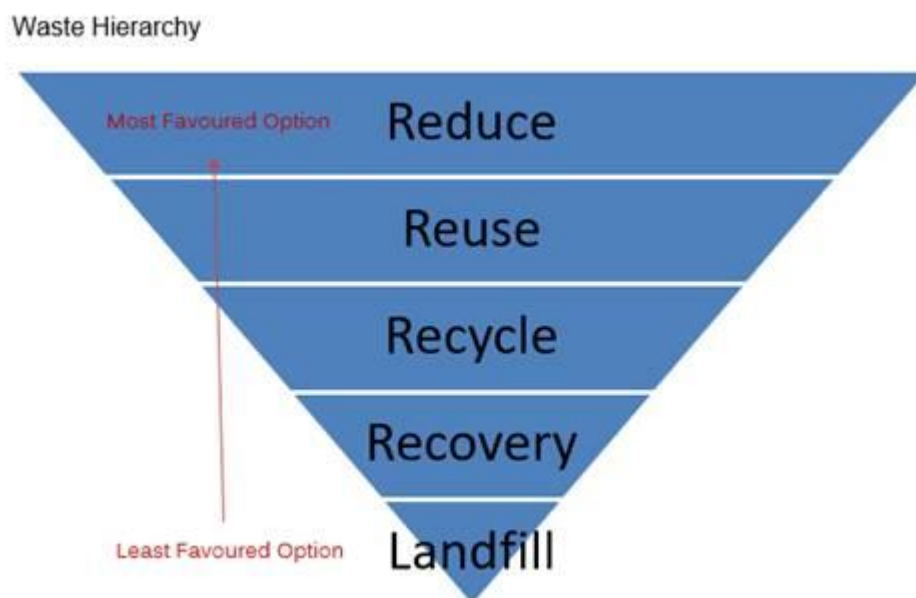 Waste Hierarchy
Most Favoured Option
Reduce
Reuse
Recycle
Recovery
Least Favoured Option
Landfill